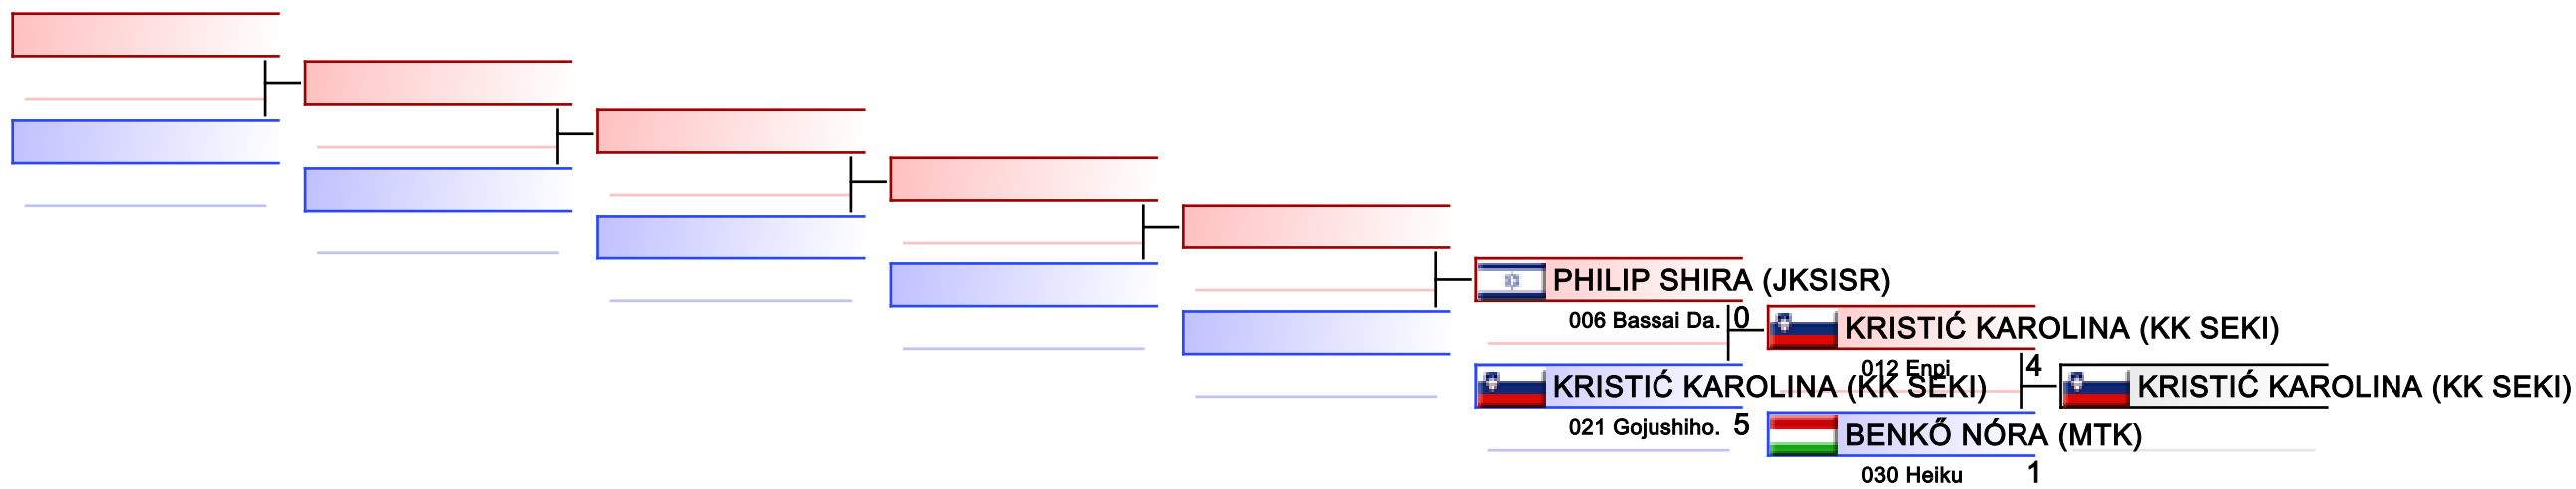 PHILIP SHIRA (JKSISR)
006 Bassai Da. 0
KRISTIĆ KAROLINA (KK SEKI)
021 Gojushiho. 5
KRISTIĆ KAROLINA (KK SEKI)
012 Enpi 4
BENKŐ NÓRA (MTK)
030 Heiku 1
KRISTIĆ KAROLINA (KK SEKI)